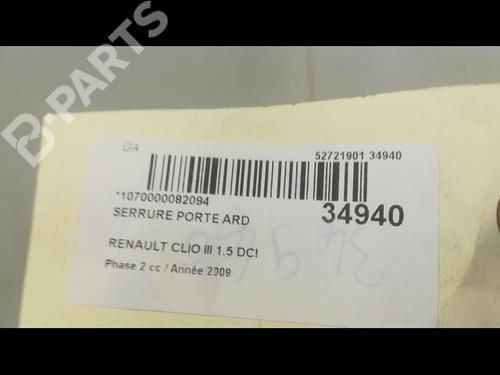 B-PARTS
GA
52721901 34940
*1070000082094
SERRURE PORTE ARD
34940
RENAULT CLIO III 1.5 DCI
Phase 2 cc / Année 2009
34940